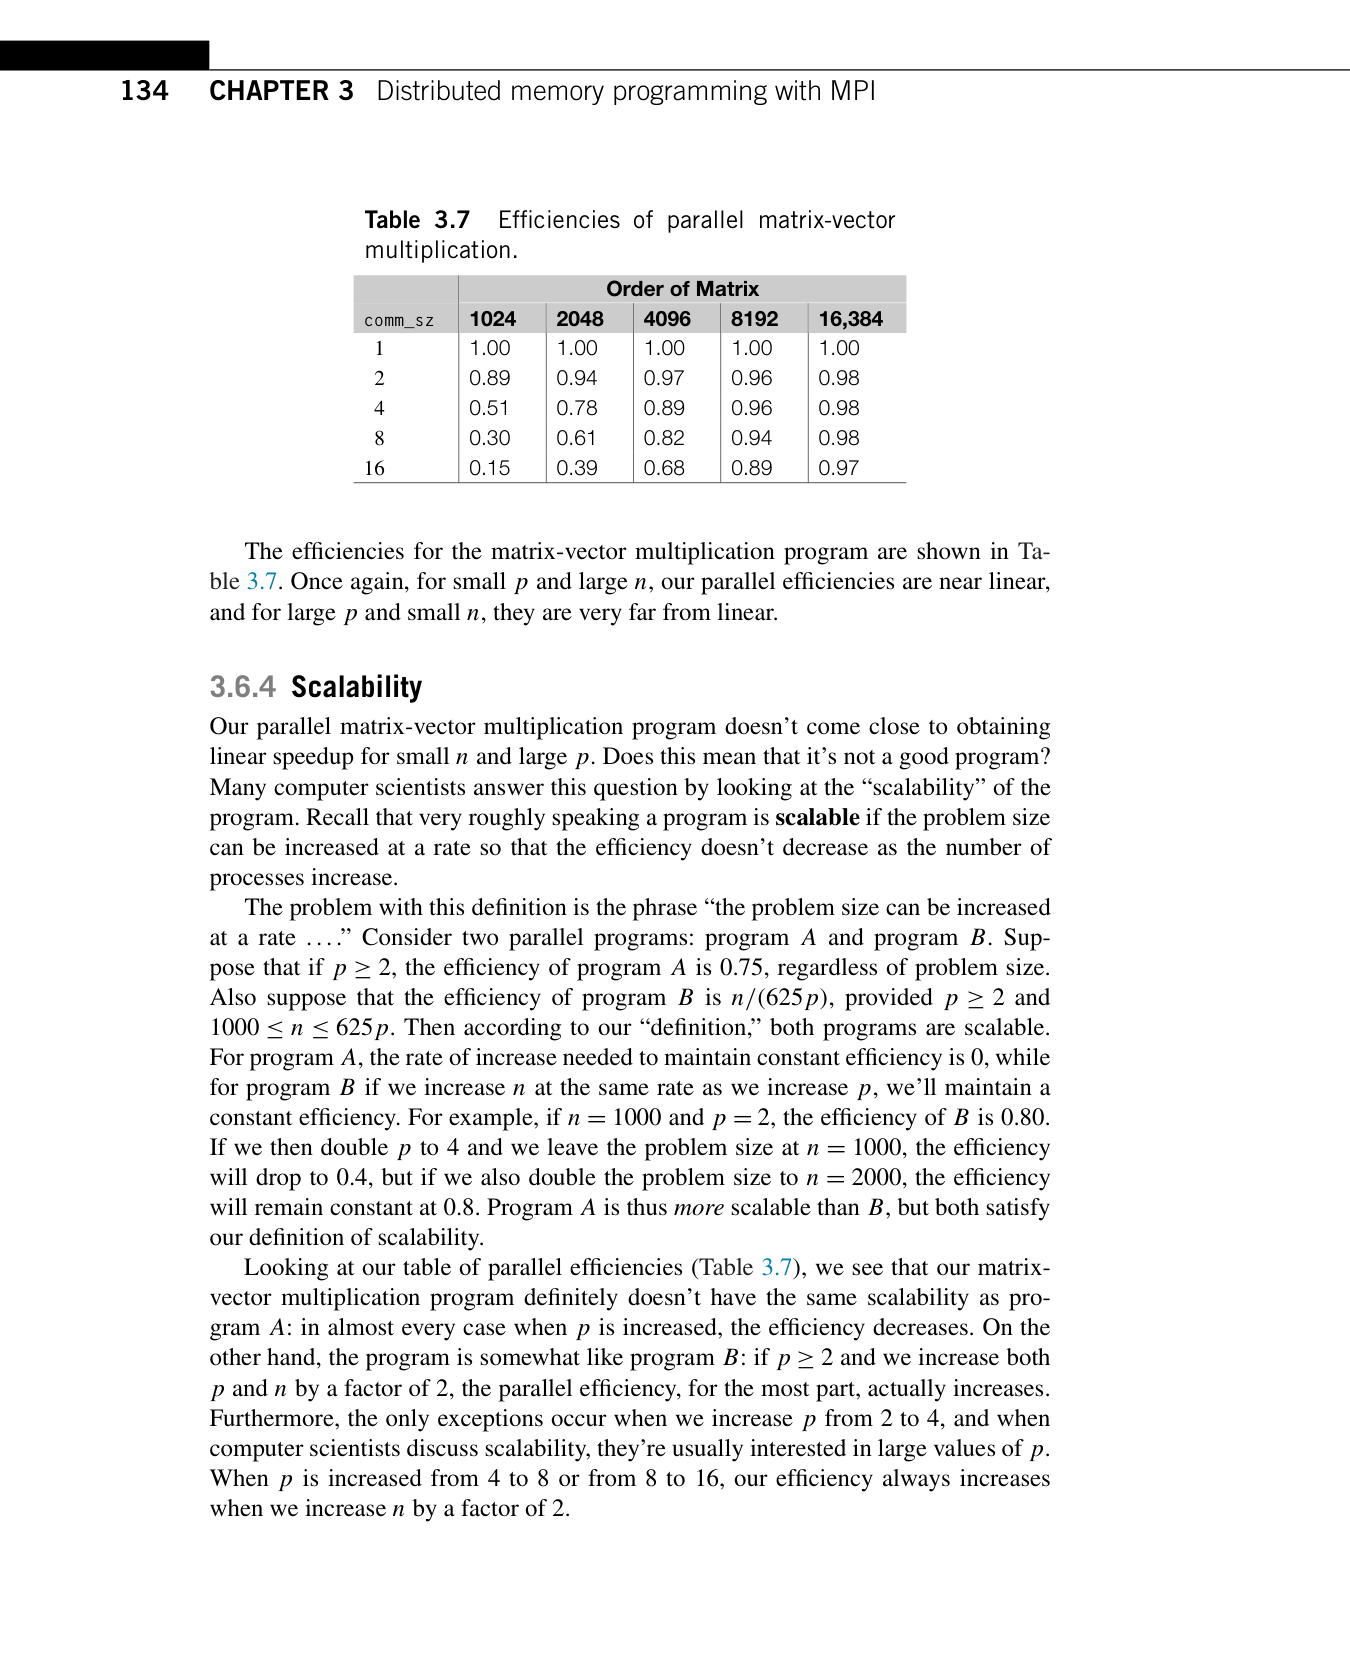 134 CHAPTER 3 Distributed memory programming with MPI
Table 3.7 Efficiencies of parallel matrix-vector
multiplication.
Order of Matrix
comm_sz 1024 2048 4096 8192 16,384
1 1.00 1.00 1.00 1.00 1.00
2 0.89 0.94 0.97 0.96 0.98
4 0.51 0.78 0.89 0.96 0.98
8 0.30 0.61 0.82 0.94 0.98
16 0.15 0.39 0.68 0.89 0.97
The efficiencies for the matrix-vector multiplication program are shown in Ta-
ble 3.7. Once again, for small p and large n, our parallel efficiencies are near linear,
and for large p and small n, they are very far from linear.
3.6.4 Scalability
Our parallel matrix-vector multiplication program doesn’t come close to obtaining
linear speedup for small n and large p. Does this mean that it’s not a good program?
Many computer scientists answer this question by looking at the “scalability” of the
program. Recall that very roughly speaking a program is scalable if the problem size
can be increased at a rate so that the efficiency doesn’t decrease as the number of
processes increase.
The problem with this definition is the phrase “the problem size can be increased
at a rate . . . .” Consider two parallel programs: program A and program B. Sup-
pose that if p ≥ 2, the efficiency of program A is 0.75, regardless of problem size.
Also suppose that the efficiency of program B is n/(625p), provided p ≥ 2 and
1000 ≤ n ≤ 625p. Then according to our “definition,” both programs are scalable.
For program A, the rate of increase needed to maintain constant efficiency is 0, while
for program B if we increase n at the same rate as we increase p, we’ll maintain a
constant efficiency. For example, if n = 1000 and p = 2, the efficiency of B is 0.80.
If we then double p to 4 and we leave the problem size at n = 1000, the efficiency
will drop to 0.4, but if we also double the problem size to n = 2000, the efficiency
will remain constant at 0.8. Program A is thus more scalable than B, but both satisfy
our definition of scalability.
Looking at our table of parallel efficiencies (Table 3.7), we see that our matrix-
vector multiplication program definitely doesn’t have the same scalability as pro-
gram A: in almost every case when p is increased, the efficiency decreases. On the
other hand, the program is somewhat like program B: if p ≥ 2 and we increase both
p and n by a factor of 2, the parallel efficiency, for the most part, actually increases.
Furthermore, the only exceptions occur when we increase p from 2 to 4, and when
computer scientists discuss scalability, they’re usually interested in large values of p.
When p is increased from 4 to 8 or from 8 to 16, our efficiency always increases
when we increase n by a factor of 2.